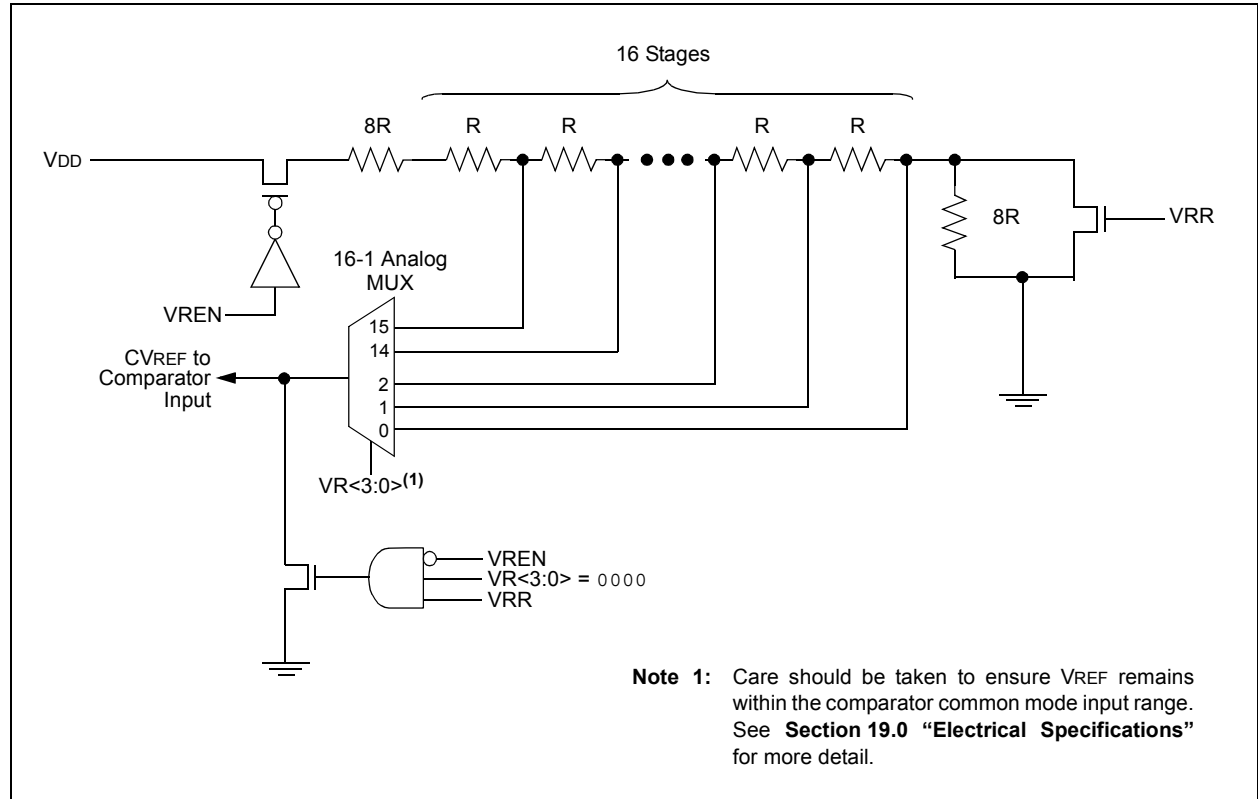 16 Stages
8R R R R R
VDD
8R
VRR
16-1 Analog
MUX
VREN
15
14
2
1
0
CVREF to
Comparator
Input
VR<3:0>(1)
VREN
VR<3:0> = 0000
VRR
Note 1: Care should be taken to ensure VREF remains
within the comparator common mode input range.
See Section 19.0 “Electrical Specifications”
for more detail.